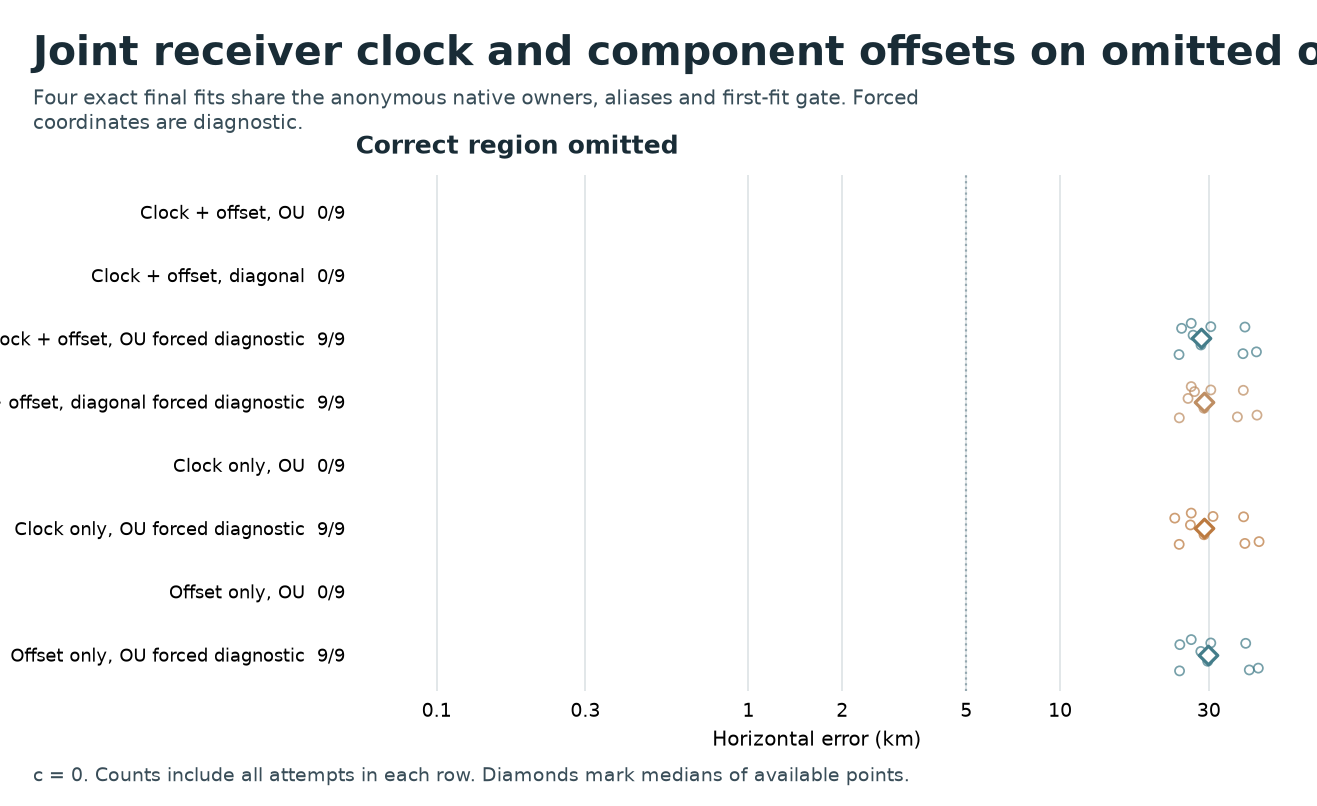 Joint receiver clock and component offsets on omitted
Four exact final fits share the anonymous native owners, aliases and first-fit gate. Forced
coordinates are diagnostic.
Correct region omitted
Clock + offset, OU 0/9
Clock + offset, diagonal 0/9
ock + offset, OU forced diagnostic 9/9
offset, diagonal forced diagnostic 9/9
Clock only, OU 0/9
Clock only, OU forced diagnostic 9/9
Offset only, OU 0/9
Offset only, OU forced diagnostic 9/9
0.1 0.3 1 2 5 10 30
Horizontal error (km)
c = 0. Counts include all attempts in each row. Diamonds mark medians of available points.